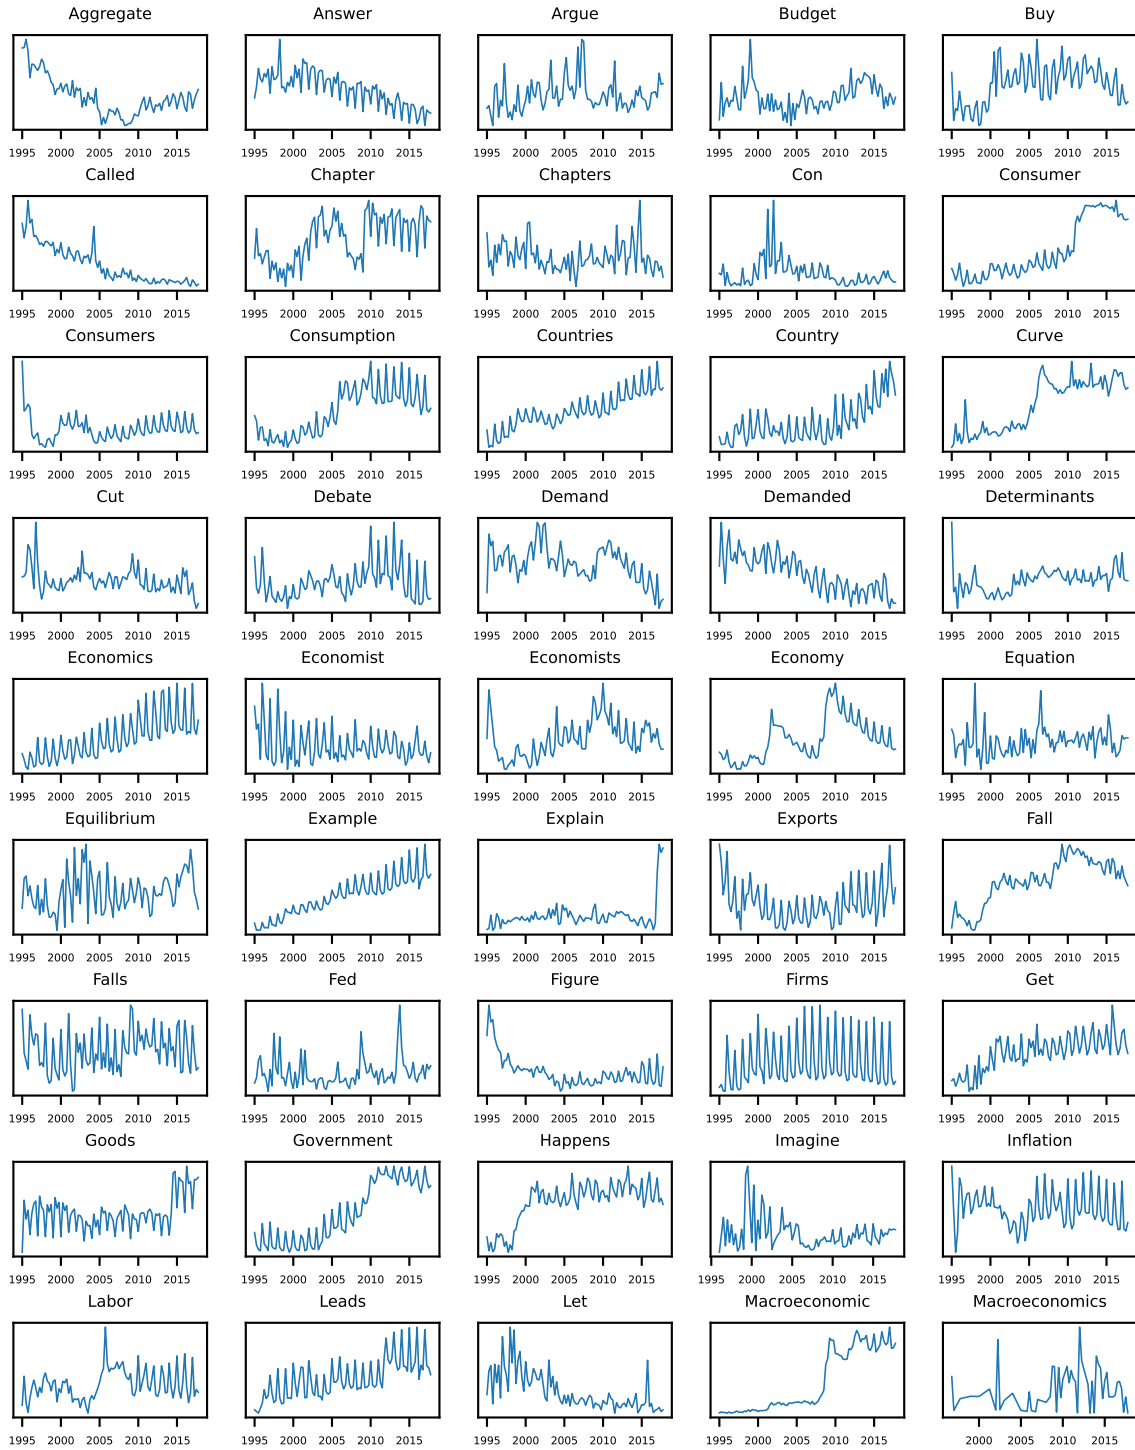 Aggregate Answer Argue Budget Buy
1995 2000 2005 2010 2015 1995 2000 2005 2010 2015 1995 2000 2005 2010 2015 1995 2000 2005 2010 2015 1995 2000 2005 2010 2015
Called Chapter Chapters Con Consumer
1995 2000 2005 2010 2015 1995 2000 2005 2010 2015 1995 2000 2005 2010 2015 1995 2000 2005 2010 2015 1995 2000 2005 2010 2015
Consumers Consumption Countries Country Curve
1995 2000 2005 2010 2015 1995 2000 2005 2010 2015 1995 2000 2005 2010 2015 1995 2000 2005 2010 2015 1995 2000 2005 2010 2015
Cut Debate Demand Demanded Determinants
1995 2000 2005 2010 2015 1995 2000 2005 2010 2015 1995 2000 2005 2010 2015 1995 2000 2005 2010 2015 1995 2000 2005 2010 2015
Economics Economist Economists Economy Equation
1995 2000 2005 2010 2015 1995 2000 2005 2010 2015 1995 2000 2005 2010 2015 1995 2000 2005 2010 2015 1995 2000 2005 2010 2015
Equilibrium Example Explain Exports Fall
1995 2000 2005 2010 2015 1995 2000 2005 2010 2015 1995 2000 2005 2010 2015 1995 2000 2005 2010 2015 1995 2000 2005 2010 2015
Falls Fed Figure Firms Get
1995 2000 2005 2010 2015 1995 2000 2005 2010 2015 1995 2000 2005 2010 2015 1995 2000 2005 2010 2015 1995 2000 2005 2010 2015
Goods Government Happens Imagine Inflation
1995 2000 2005 2010 2015 1995 2000 2005 2010 2015 1995 2000 2005 2010 2015 1995 2000 2005 2010 2015 1995 2000 2005 2010 2015
Labor Leads Let Macroeconomic Macroeconomics
1995 2000 2005 2010 2015 1995 2000 2005 2010 2015 1995 2000 2005 2010 2015 1995 2000 2005 2010 2015 2000 2005 2010 2015